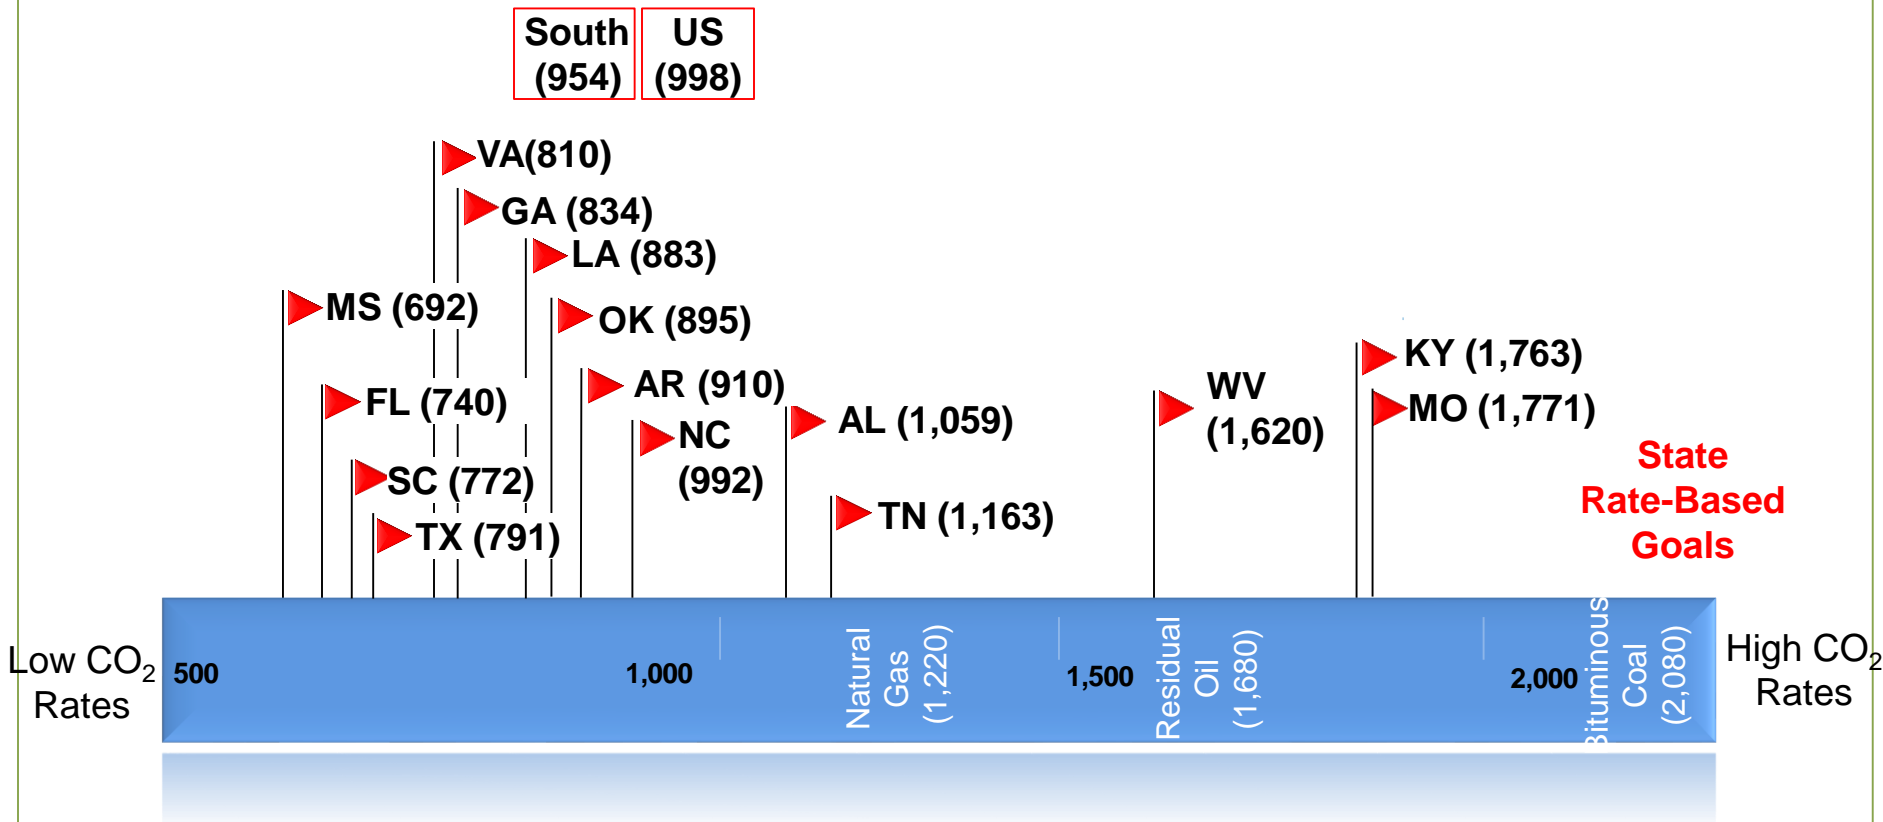 South
(954)
US
(998)
VA(810)
GA (834)
LA (883)
MS (692)
OK (895)
KY (1,763)
AR (910)
WV
(1,620)
FL (740)
MO (1,771)
AL (1,059)
NC
(992)
SC (772)
TN (1,163)
TX (791)
State
Rate-Based
Goals
Low CO2
Rates
500
1,000
Natural
Gas
(1,220)
1,500
Residual
Oil
(1,680)
2,000
Bituminous
Coal
(2,080)
High CO2
Rates